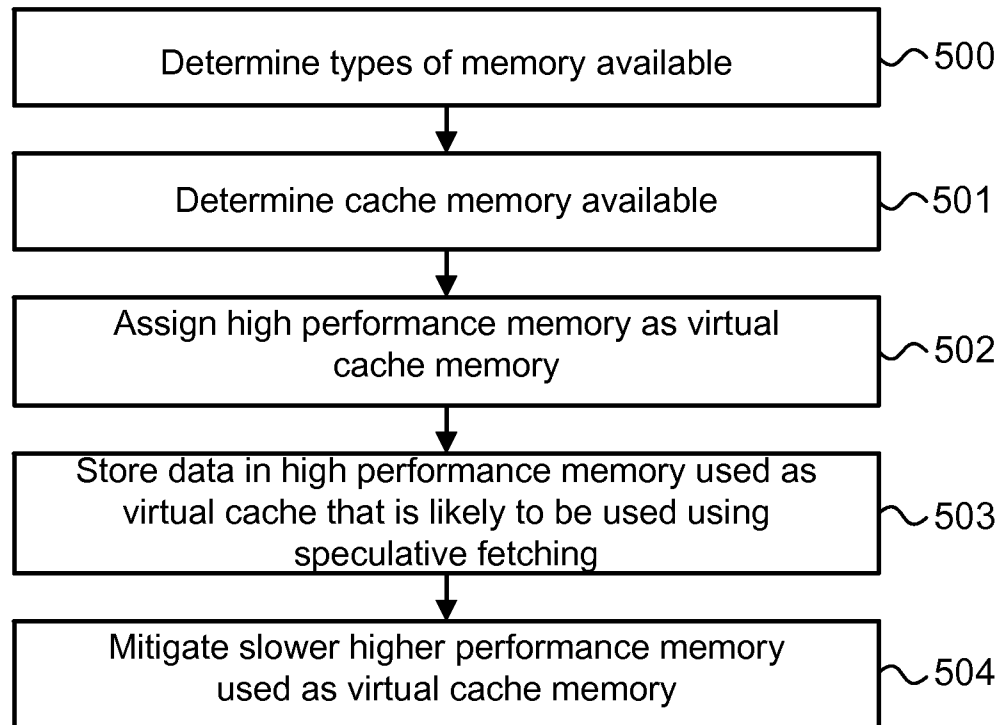 Determine types of memory available
500
Determine cache memory available
501
Assign high performance memory as virtual
cache memory
502
Store data in high performance memory used as
virtual cache that is likely to be used using
speculative fetching
503
Mitigate slower higher performance memory
used as virtual cache memory
504